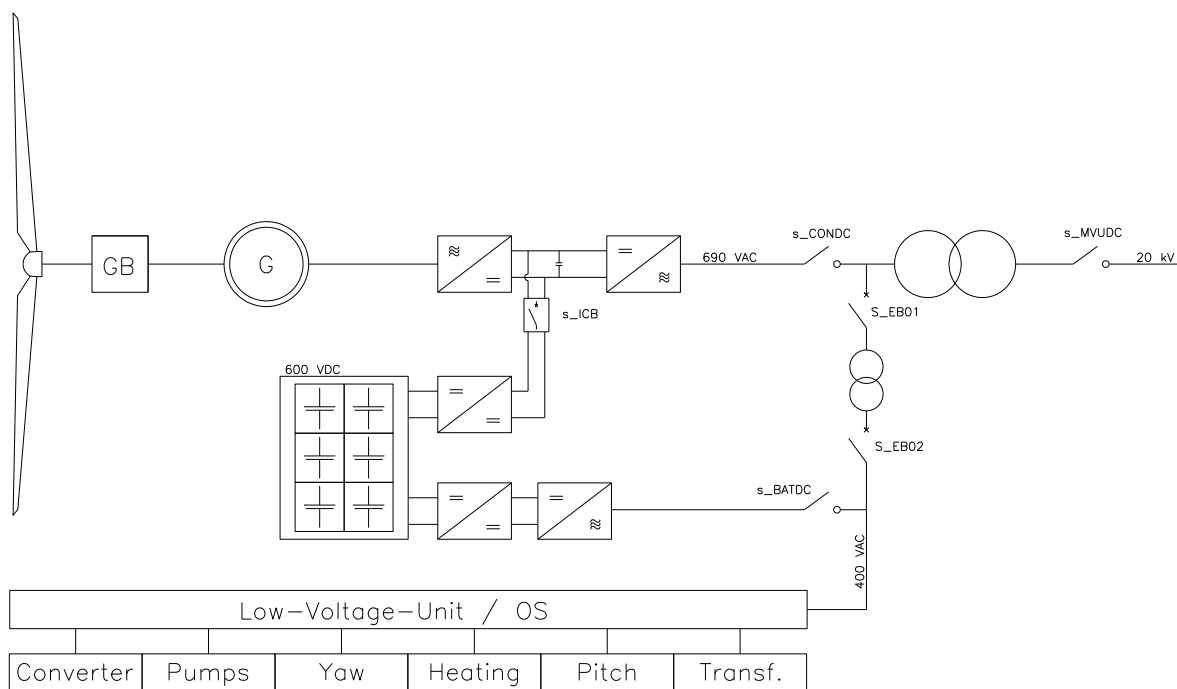 s_CONDC
s_MVUDC
GB
G
690 VAC
20 kV
s_ICB
S_EB01
600 VDC
S_EB02
s_BATDC
400 VAC
Low-Voltage-Unit / OS
Converter Pumps Yaw Heating Pitch Transf.